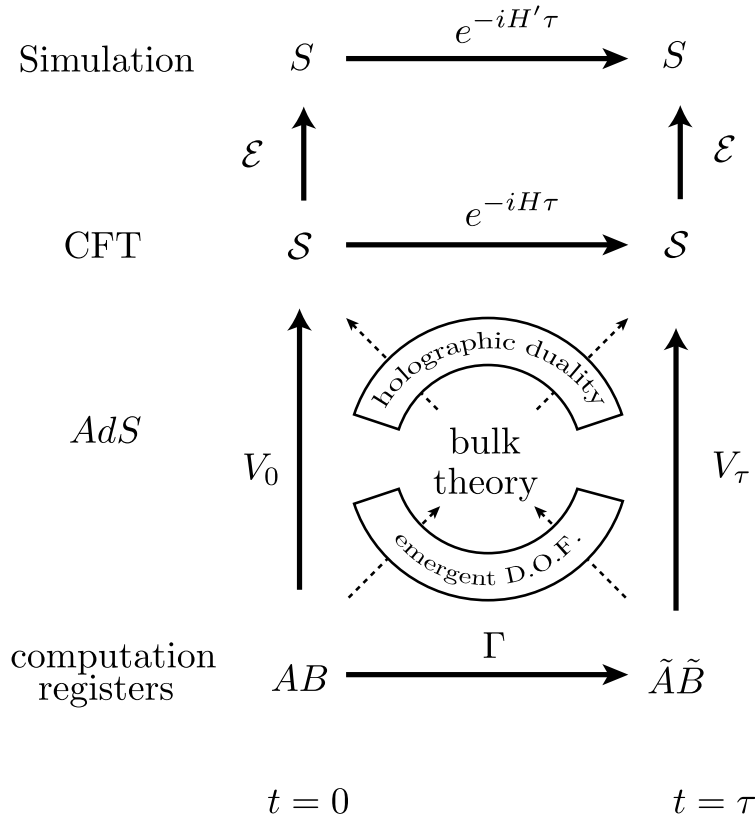 e^{-iH'τ}
Simulation S S
ℰ ℰ
e^{-iHτ}
CFT 𝒮 𝒮
holographic duality
AdS
bulk
theory
V_0 V_τ
emergent D.O.F.
Γ
computation
registers
AB ÃB̃
t = 0 t = τ